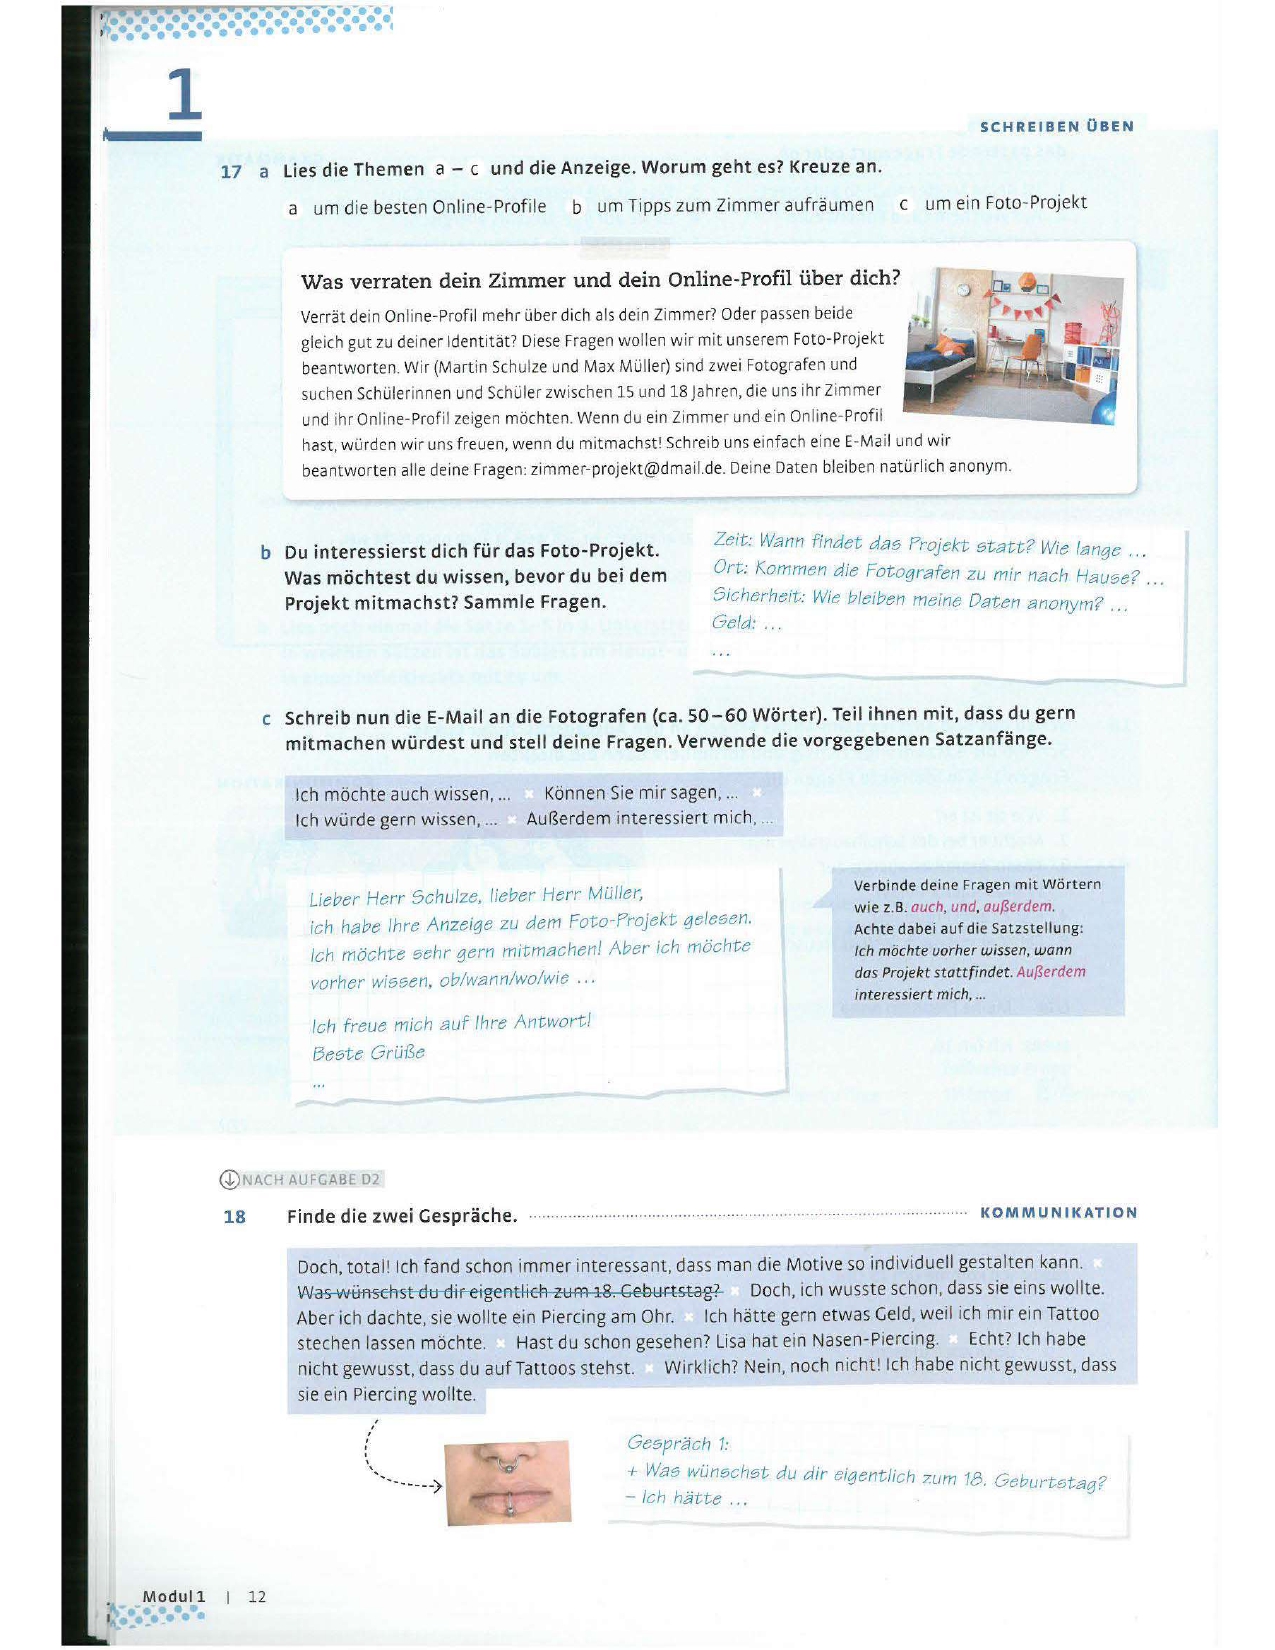 1
SCHREIBEN ÜBEN
17 a Lies die Themen a – c und die Anzeige. Worum geht es? Kreuze an.
a um die besten Online-Profile b um Tipps zum Zimmer aufräumen c um ein Foto-Projekt
Was verraten dein Zimmer und dein Online-Profil über dich?
Verrät dein Online-Profil mehr über dich als dein Zimmer? Oder passen beide
gleich gut zu deiner Identität? Diese Fragen wollen wir mit unserem Foto-Projekt
beantworten. Wir (Martin Schulze und Max Müller) sind zwei Fotografen und
suchen Schülerinnen und Schüler zwischen 15 und 18 Jahren, die uns ihr Zimmer
und ihr Online-Profil zeigen möchten. Wenn du ein Zimmer und ein Online-Profil
hast, würden wir uns freuen, wenn du mitmachst! Schreib uns einfach eine E-Mail und wir
beantworten alle deine Fragen: zimmer-projekt@dmail.de. Deine Daten bleiben natürlich anonym.
b Du interessierst dich für das Foto-Projekt.
Was möchtest du wissen, bevor du bei dem
Projekt mitmachst? Sammle Fragen.
Zeit: Wann findet das Projekt statt? Wie lange ...
Ort: Kommen die Fotografen zu mir nach Hause? ...
Sicherheit: Wie bleiben meine Daten anonym? ...
Geld: ...
...
c Schreib nun die E-Mail an die Fotografen (ca. 50–60 Wörter). Teil ihnen mit, dass du gern
mitmachen würdest und stell deine Fragen. Verwende die vorgegebenen Satzanfänge.
Ich möchte auch wissen, ... × Können Sie mir sagen, ... ×
Ich würde gern wissen, ... × Außerdem interessiert mich, ...
Lieber Herr Schulze, lieber Herr Müller,
ich habe Ihre Anzeige zu dem Foto-Projekt gelesen.
Ich möchte sehr gern mitmachen! Aber ich möchte
vorher wissen, ob/wann/wo/wie ...
Ich freue mich auf Ihre Antwort!
Beste Grüße
...
Verbinde deine Fragen mit Wörtern
wie z.B. auch, und, außerdem.
Achte dabei auf die Satzstellung:
Ich möchte vorher wissen, wann
das Projekt stattfindet. Außerdem
interessiert mich, ...
NACH AUFGABE D2
18 Finde die zwei Gespräche. KOMMUNIKATION
Doch, total! Ich fand schon immer interessant, dass man die Motive so individuell gestalten kann. ×
Was wünschst du dir eigentlich zum 18. Geburtstag? × Doch, ich wusste schon, dass sie eins wollte.
Aber ich dachte, sie wollte ein Piercing am Ohr. × Ich hätte gern etwas Geld, weil ich mir ein Tattoo
stechen lassen möchte. × Hast du schon gesehen? Lisa hat ein Nasen-Piercing. × Echt? Ich habe
nicht gewusst, dass du auf Tattoos stehst. × Wirklich? Nein, noch nicht! Ich habe nicht gewusst, dass
sie ein Piercing wollte.
Gespräch 1:
+ Was wünschst du dir eigentlich zum 18. Geburtstag?
– Ich hätte ...
Modul 1 | 12